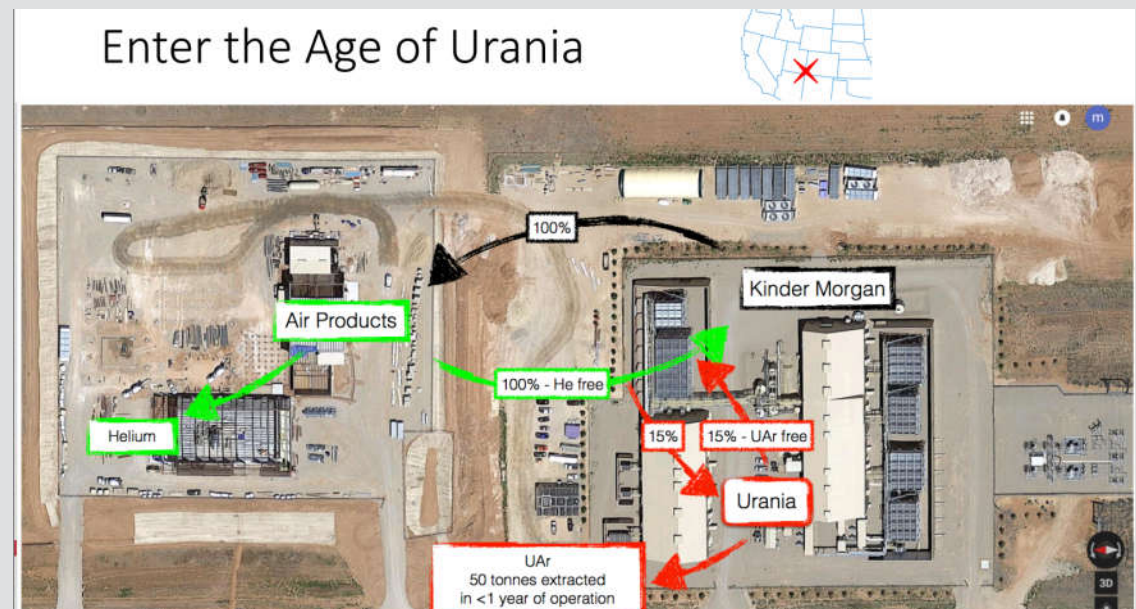 Enter the Age of Urania
m
100%
Kinder Morgan
Air Products
100% - He free
Helium
15%
15% - UAr free
Urania
UAr
50 tonnes extracted
in <1 year of operation
3D